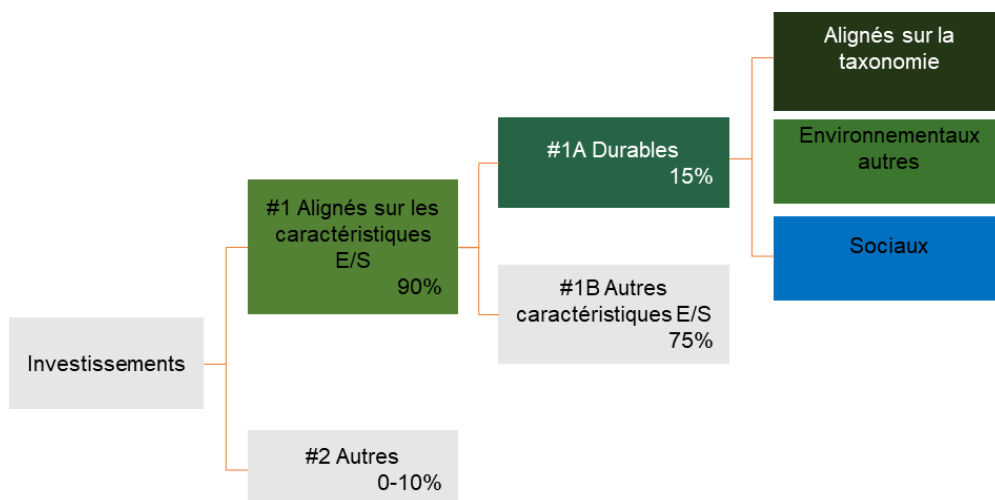 Alignés sur la
taxonomie
Environnementaux
autres
Sociaux
#1A Durables
15%
#1 Alignés sur les
caractéristiques
E/S
90%
#1B Autres
caractéristiques E/S
75%
Investissements
#2 Autres
0-10%